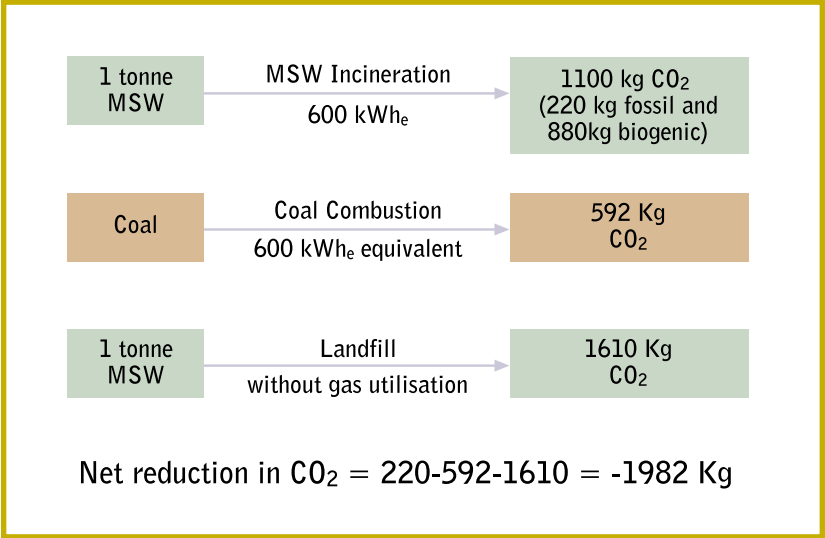 1 tonne
MSW
MSW Incineration
600 kWhe
1100 kg CO2
(220 kg fossil and
880kg biogenic)
Coal
Coal Combustion
600 kWhe equivalent
592 Kg
CO2
1 tonne
MSW
Landfill
without gas utilisation
1610 Kg
CO2
Net reduction in CO2 = 220-592-1610 = -1982 Kg